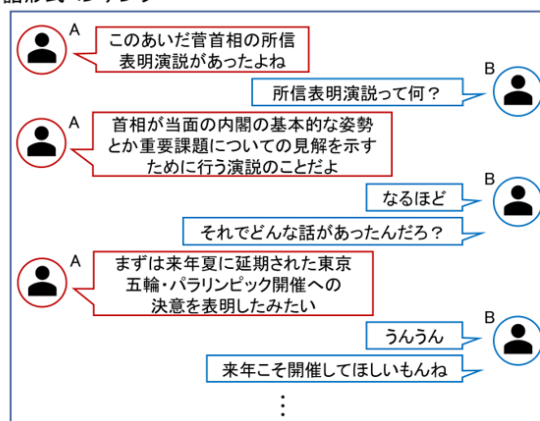 A
このあいだ菅首相の所信
表明演説があったよね
B
所信表明演説って何？
A
首相が当面の内閣の基本的な姿勢
とか重要課題についての見解を示す
ために行う演説のことだよ
B
なるほど
それでどんな話があったんだろ？
A
まずは来年夏に延期された東京
五輪・パラリンピック開催への
決意を表明したみたい
B
うんうん
来年こそ開催してほしいもんね
⋮